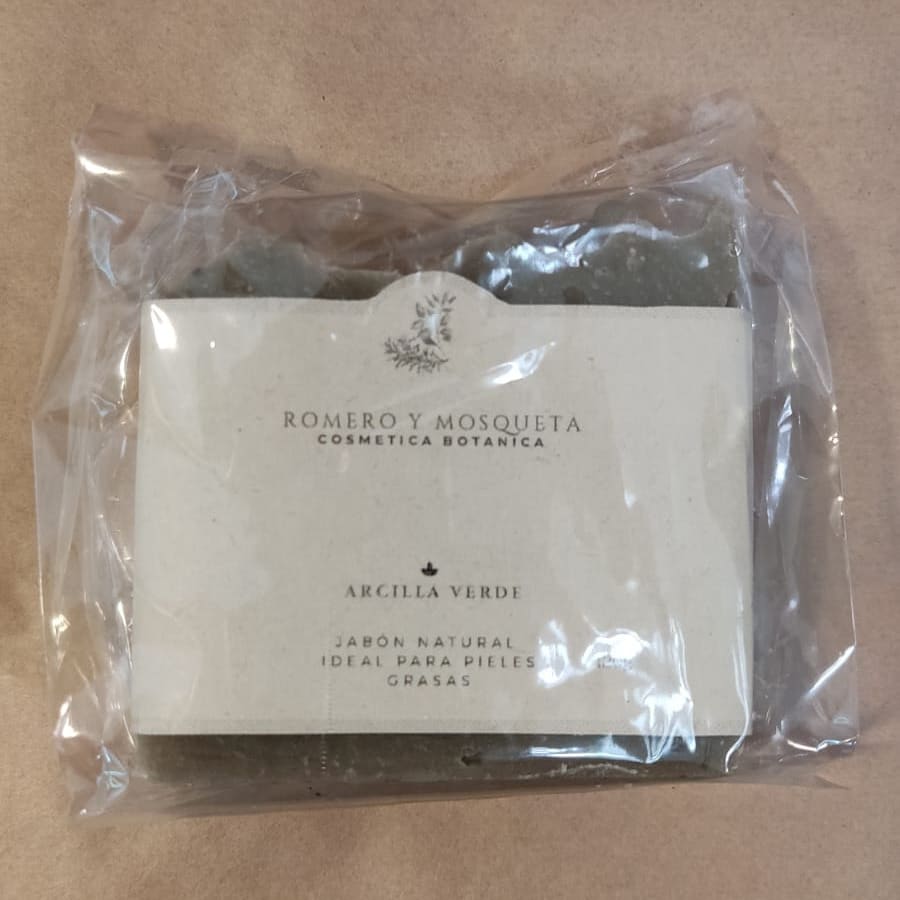 ROMERO Y MOSQUETA
COSMETICA BOTANICA
ARCILLA VERDE
JABÓN NATURAL
IDEAL PARA PIELES
GRASAS